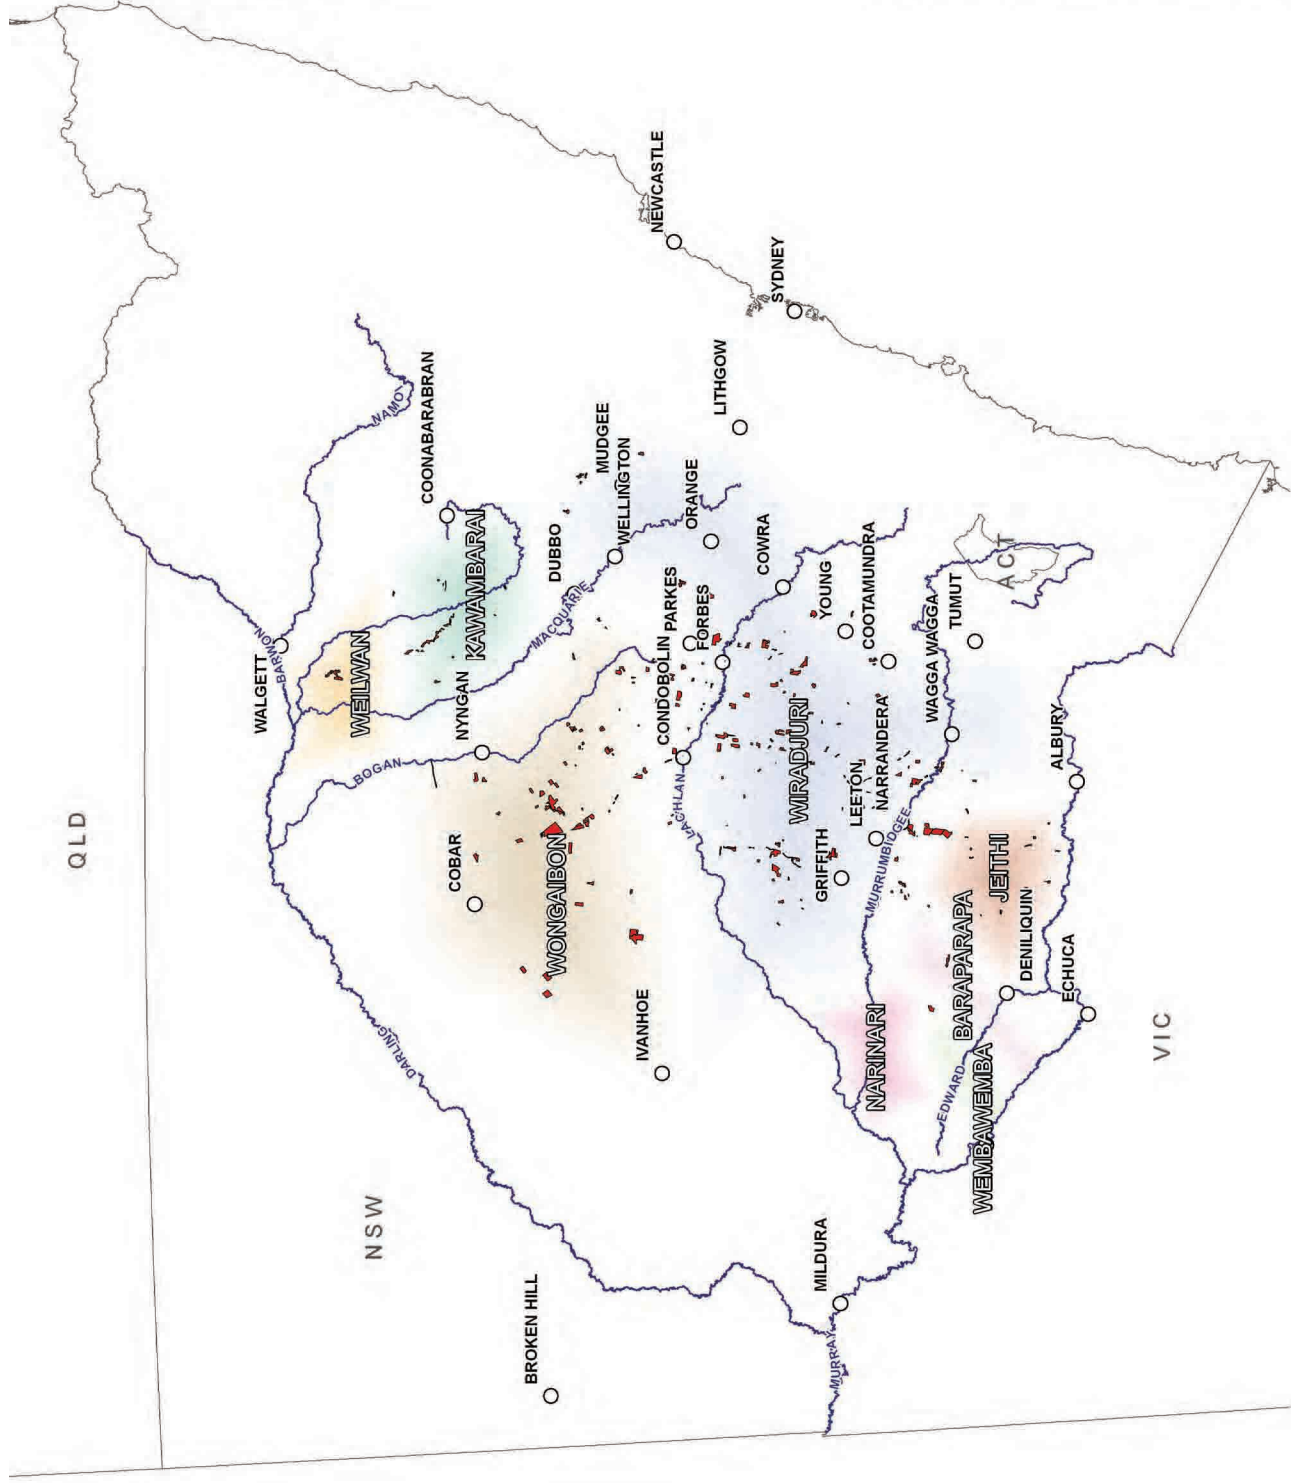 QLD
NSW
VIC
ACT
BROKEN HILL
MILDURA
IVANHOE
COBAR
NYNGAN
WALGETT
COONABARABRAN
DUBBO
MUDGEE
WELLINGTON
ORANGE
LITHGOW
NEWCASTLE
SYDNEY
CONDOBOLIN
PARKES
FORBES
COWRA
YOUNG
COOTAMUNDRA
TUMUT
WAGGA WAGGA
NARRANDERA
LEETON
GRIFFITH
ALBURY
DENILIQUIN
ECHUCA
WONGAIBON
WEILWAN
KAWAMBARAI
WIRADJURI
NARINARI
BARAPARAPA
WEMBAWEMBA
JEITHI
DARLING
BARWON
NAMOI
BOGAN
MACQUARIE
LACHLAN
MURRUMBIDGEE
EDWARD
MURRAY